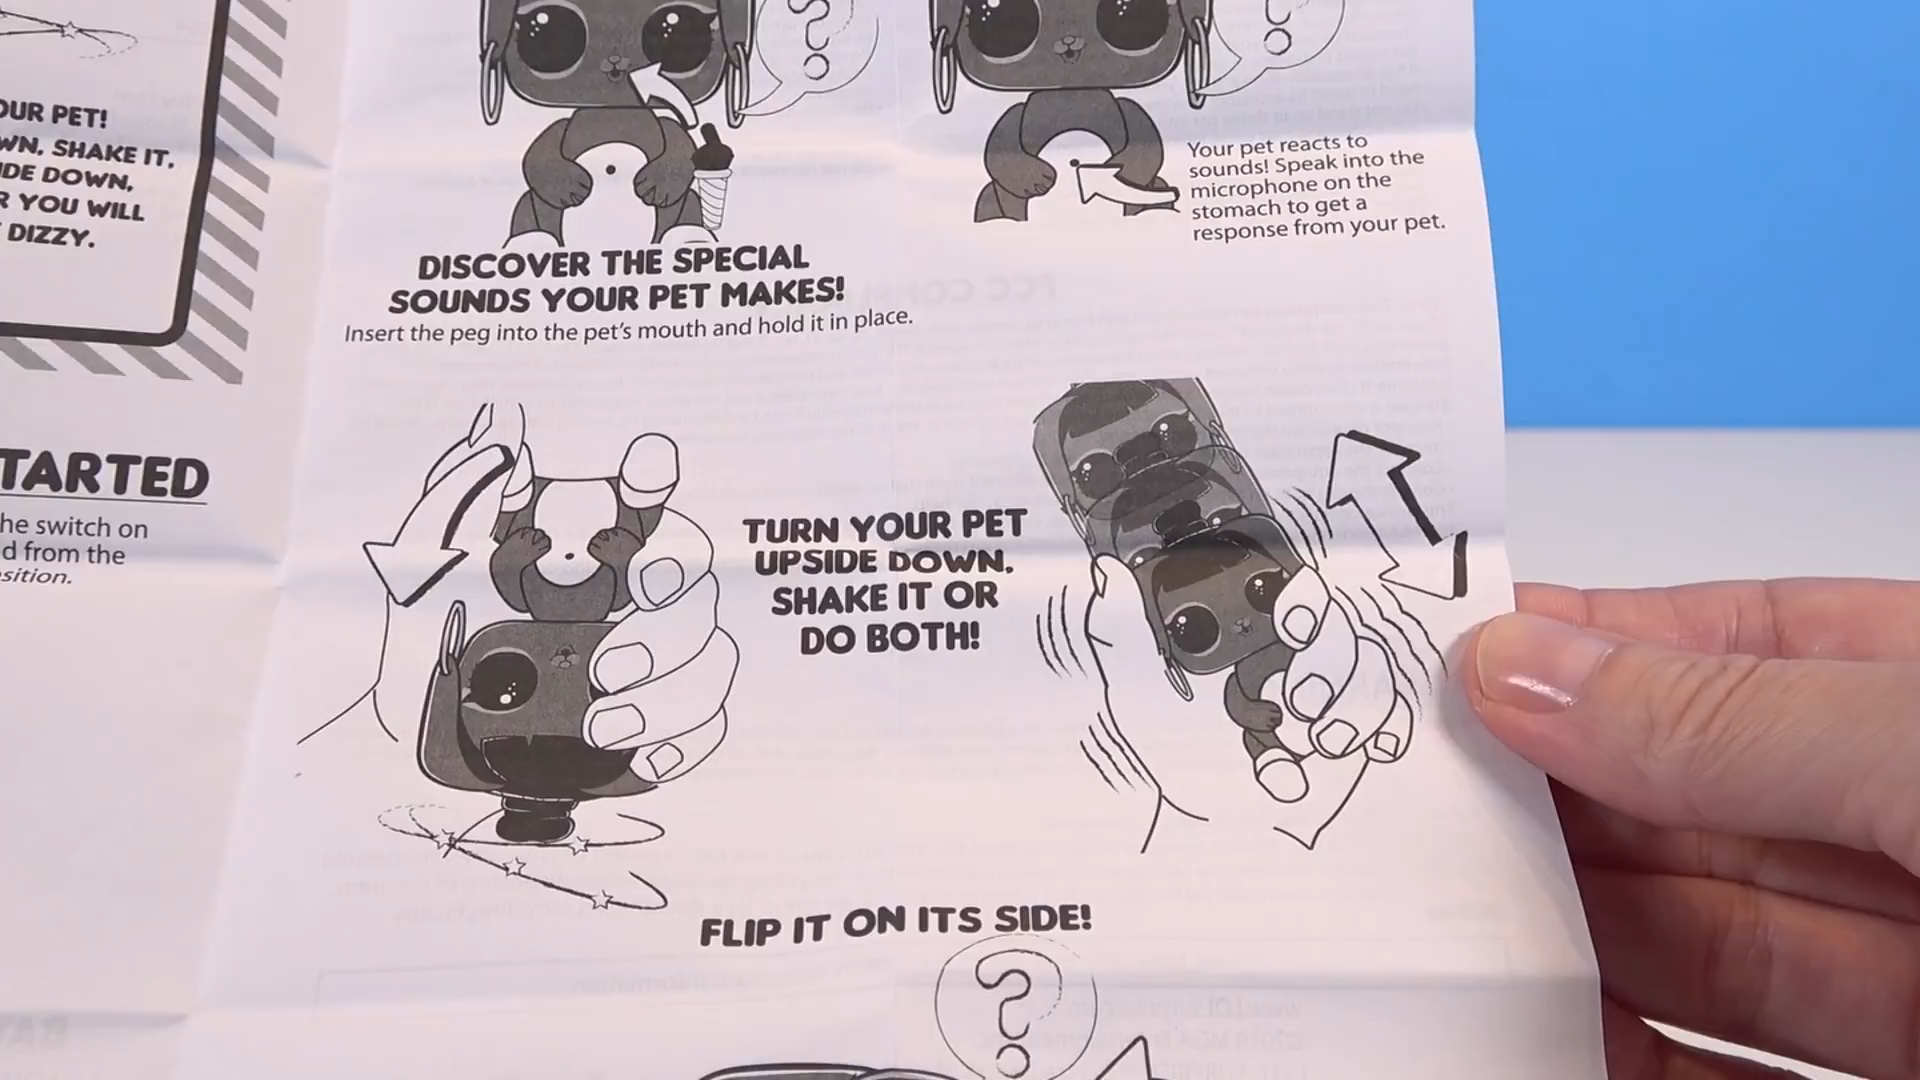 OUR PET!
WN, SHAKE IT,
IDE DOWN,
R YOU WILL
DIZZY.
TARTED
he switch on
d from the
sition.
?
?
Your pet reacts to
sounds! Speak into the
microphone on the
stomach to get a
response from your pet.
DISCOVER THE SPECIAL
SOUNDS YOUR PET MAKES!
Insert the peg into the pet's mouth and hold it in place.
TURN YOUR PET
UPSIDE DOWN,
SHAKE IT OR
DO BOTH!
FLIP IT ON ITS SIDE!
?